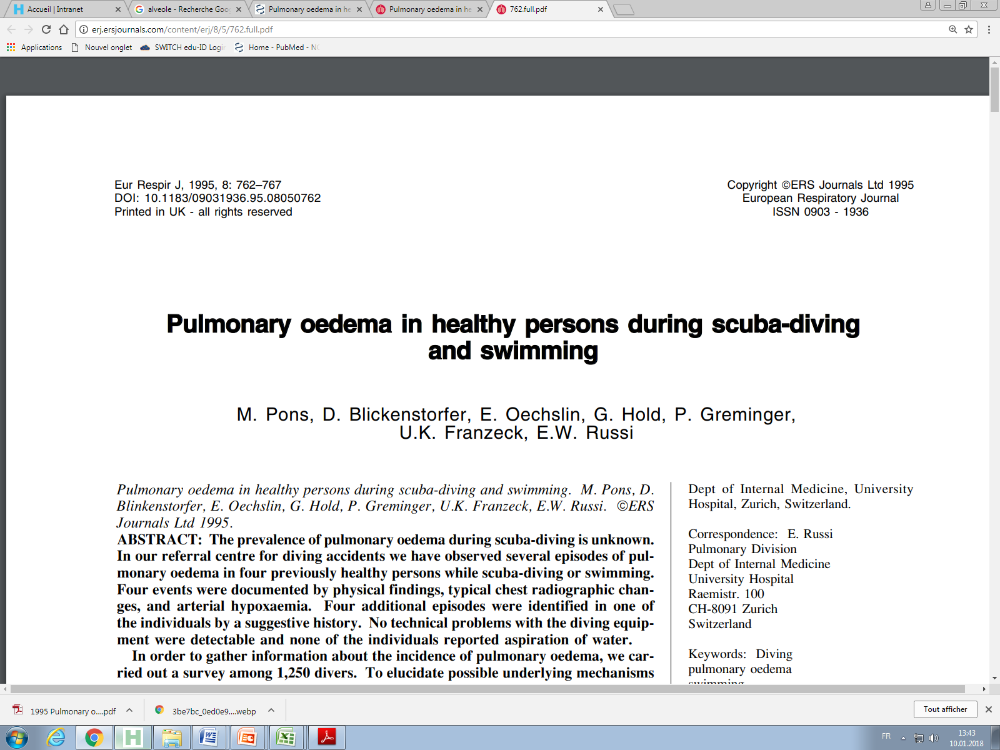 Accueil | Intranet
alveole - Recherche Goo
Pulmonary oedema in he
Pulmonary oedema in he
762.full.pdf
erj.ersjournals.com/content/erj/8/5/762.full.pdf
Applications
Nouvel onglet
SWITCH edu-ID Login
Home - PubMed - NC
Eur Respir J, 1995, 8: 762–767
DOI: 10.1183/09031936.95.08050762
Printed in UK - all rights reserved
Copyright ©ERS Journals Ltd 1995
European Respiratory Journal
ISSN 0903 - 1936
Pulmonary oedema in healthy persons during scuba-diving
and swimming
M. Pons, D. Blickenstorfer, E. Oechslin, G. Hold, P. Greminger,
U.K. Franzeck, E.W. Russi
Pulmonary oedema in healthy persons during scuba-diving and swimming. M. Pons, D.
Blinkenstorfer, E. Oechslin, G. Hold, P. Greminger, U.K. Franzeck, E.W. Russi. ©ERS
Journals Ltd 1995.
ABSTRACT: The prevalence of pulmonary oedema during scuba-diving is unknown.
In our referral centre for diving accidents we have observed several episodes of pul-
monary oedema in four previously healthy persons while scuba-diving or swimming.
Four events were documented by physical findings, typical chest radiographic chan-
ges, and arterial hypoxaemia. Four additional episodes were identified in one of
the individuals by a suggestive history. No technical problems with the diving equip-
ment were detectable and none of the individuals reported aspiration of water.
In order to gather information about the incidence of pulmonary oedema, we car-
ried out a survey among 1,250 divers. To elucidate possible underlying mechanisms
Dept of Internal Medicine, University
Hospital, Zurich, Switzerland.
Correspondence: E. Russi
Pulmonary Division
Dept of Internal Medicine
University Hospital
Raemistr. 100
CH-8091 Zurich
Switzerland
Keywords: Diving
pulmonary oedema
swimming
1995 Pulmonary o....pdf
3be7bc_0ed0e9....webp
Tout afficher
FR
13:43
10.01.2018